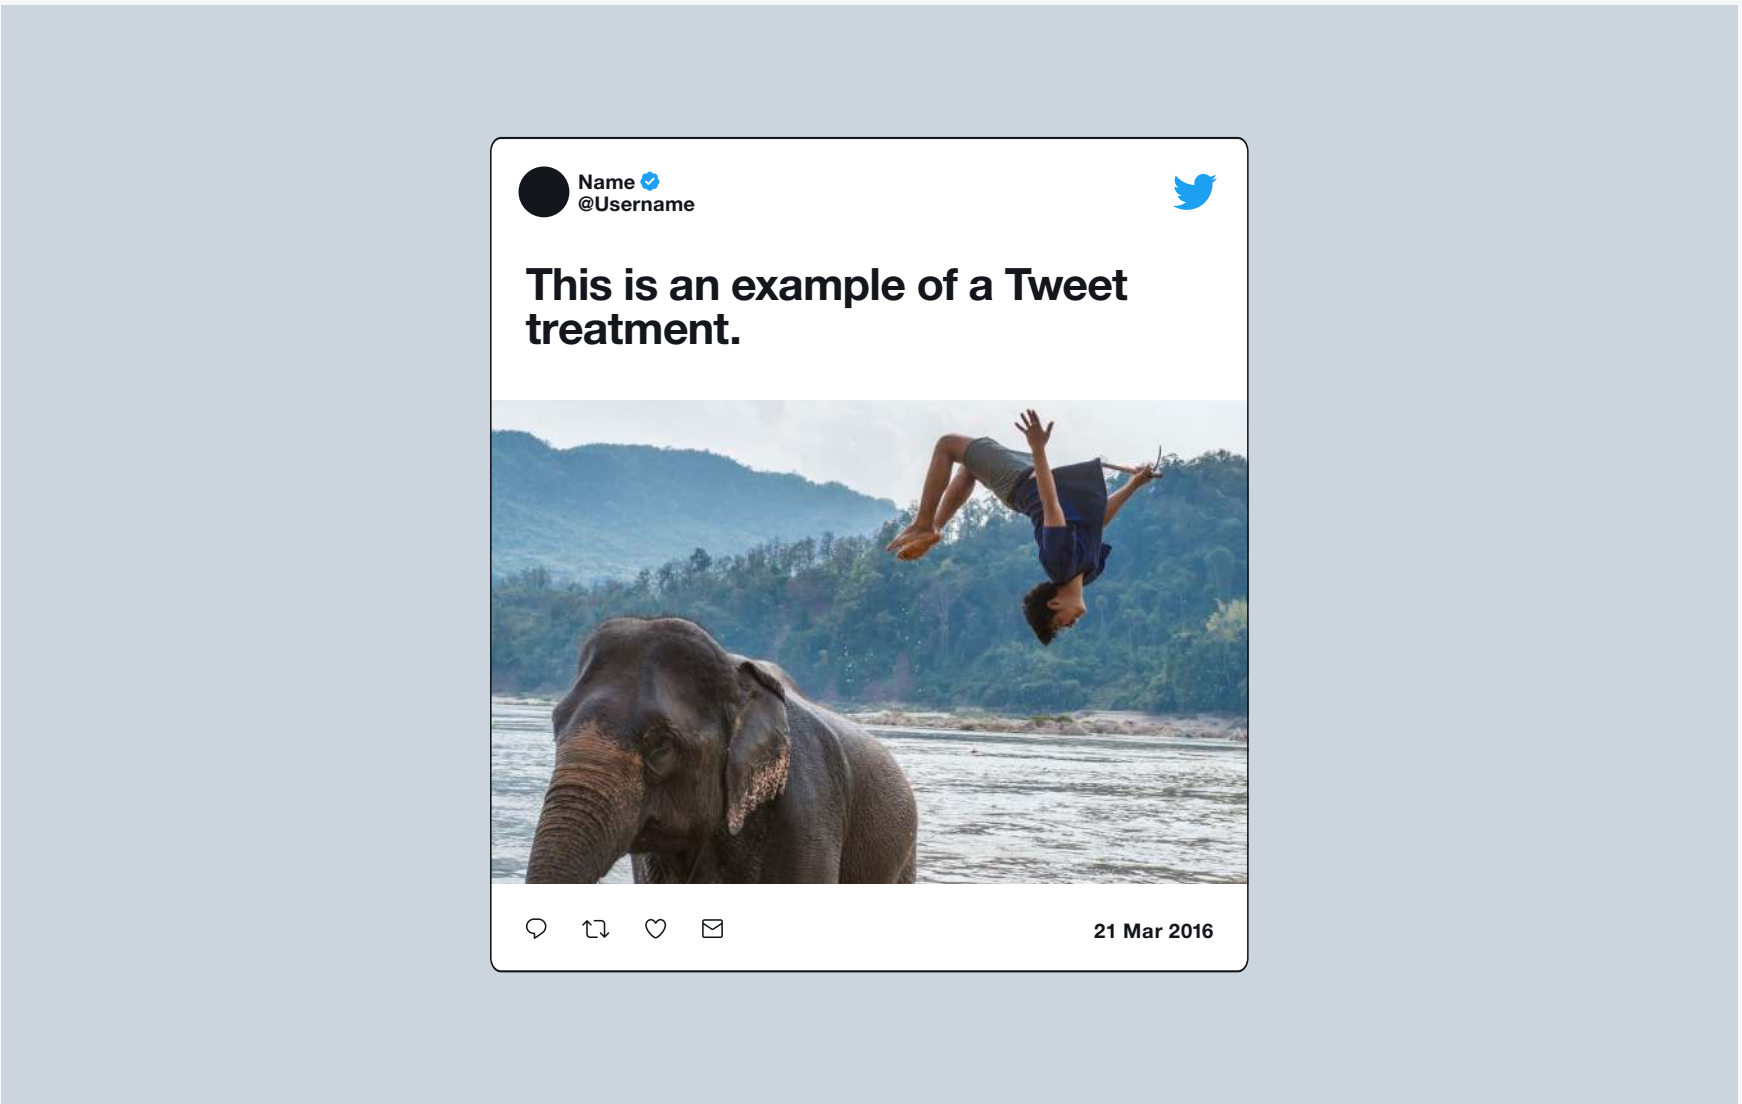 Name
@Username
This is an example of a Tweet
treatment.
21 Mar 2016